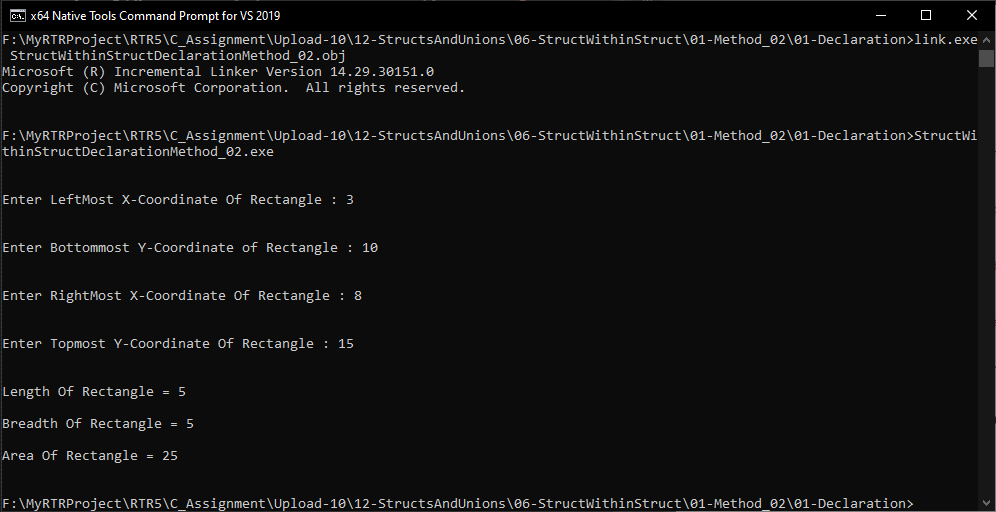 x64 Native Tools Command Prompt for VS 2019
F:\MyRTRProject\RTR5\C_Assignment\Upload-10\12-StructsAndUnions\06-StructWithinStruct\01-Method_02\01-Declaration>link.exe
 StructWithinStructDeclarationMethod_02.obj
Microsoft (R) Incremental Linker Version 14.29.30151.0
Copyright (C) Microsoft Corporation.  All rights reserved.
F:\MyRTRProject\RTR5\C_Assignment\Upload-10\12-StructsAndUnions\06-StructWithinStruct\01-Method_02\01-Declaration>StructWi
thinStructDeclarationMethod_02.exe
Enter LeftMost X-Coordinate Of Rectangle : 3
Enter Bottommost Y-Coordinate of Rectangle : 10
Enter RightMost X-Coordinate Of Rectangle : 8
Enter Topmost Y-Coordinate Of Rectangle : 15
Length Of Rectangle = 5
Breadth Of Rectangle = 5
Area Of Rectangle = 25
F:\MyRTRProject\RTR5\C_Assignment\Upload-10\12-StructsAndUnions\06-StructWithinStruct\01-Method_02\01-Declaration>